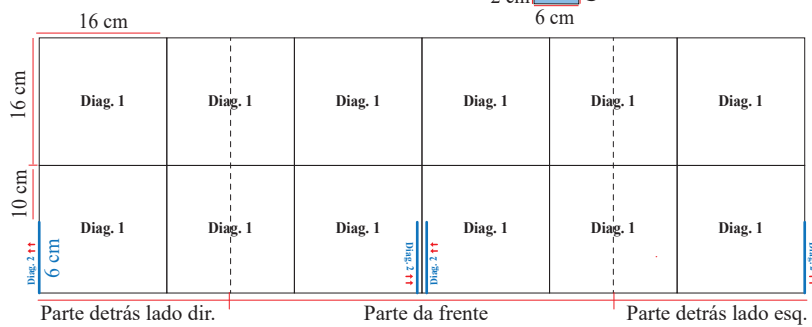 2 cm
6 cm
16 cm
16 cm
Diag. 1 Diag. 1 Diag. 1 Diag. 1 Diag. 1 Diag. 1
10 cm
Diag. 1 Diag. 1 Diag. 1 Diag. 1 Diag. 1 Diag. 1
Diag. 2 ↑↑
6 cm
Diag. 2 ↑↑
Diag. 2 ↑↑
Parte detrás lado dir. Parte da frente Parte detrás lado esq.